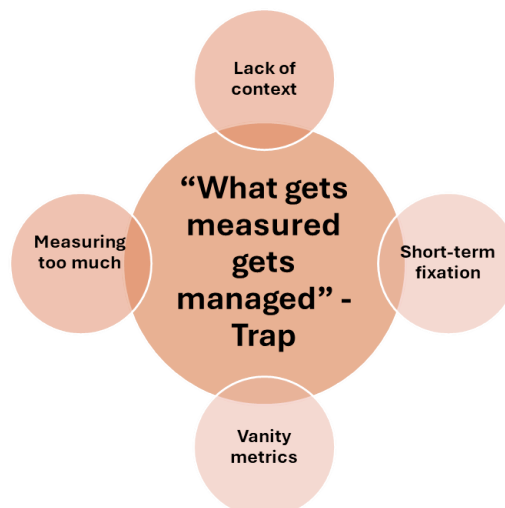 Lack of
context
“What gets
measured
gets
managed” -
Trap
Measuring
too much
Short-term
fixation
Vanity
metrics